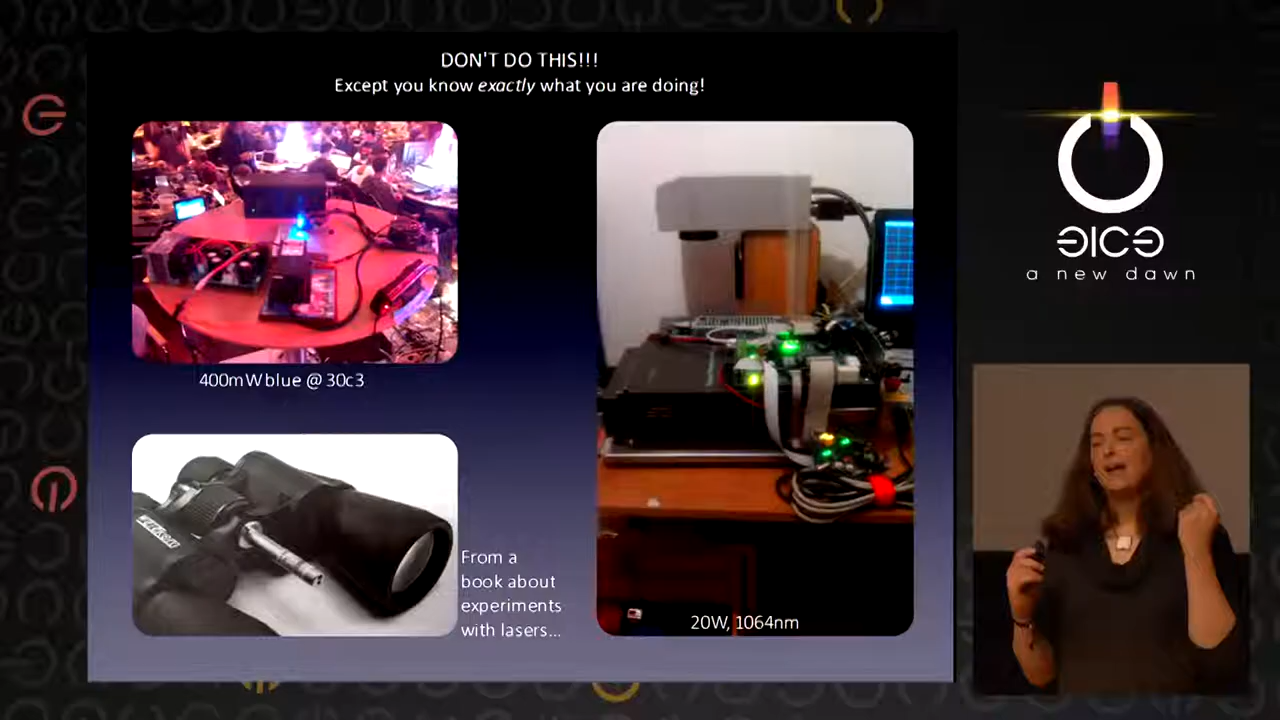 DON'T DO THIS!!!
Except you know exactly what you are doing!
400mW blue @ 30c3
From a
book about
experiments
with lasers...
20W, 1064nm
a new dawn